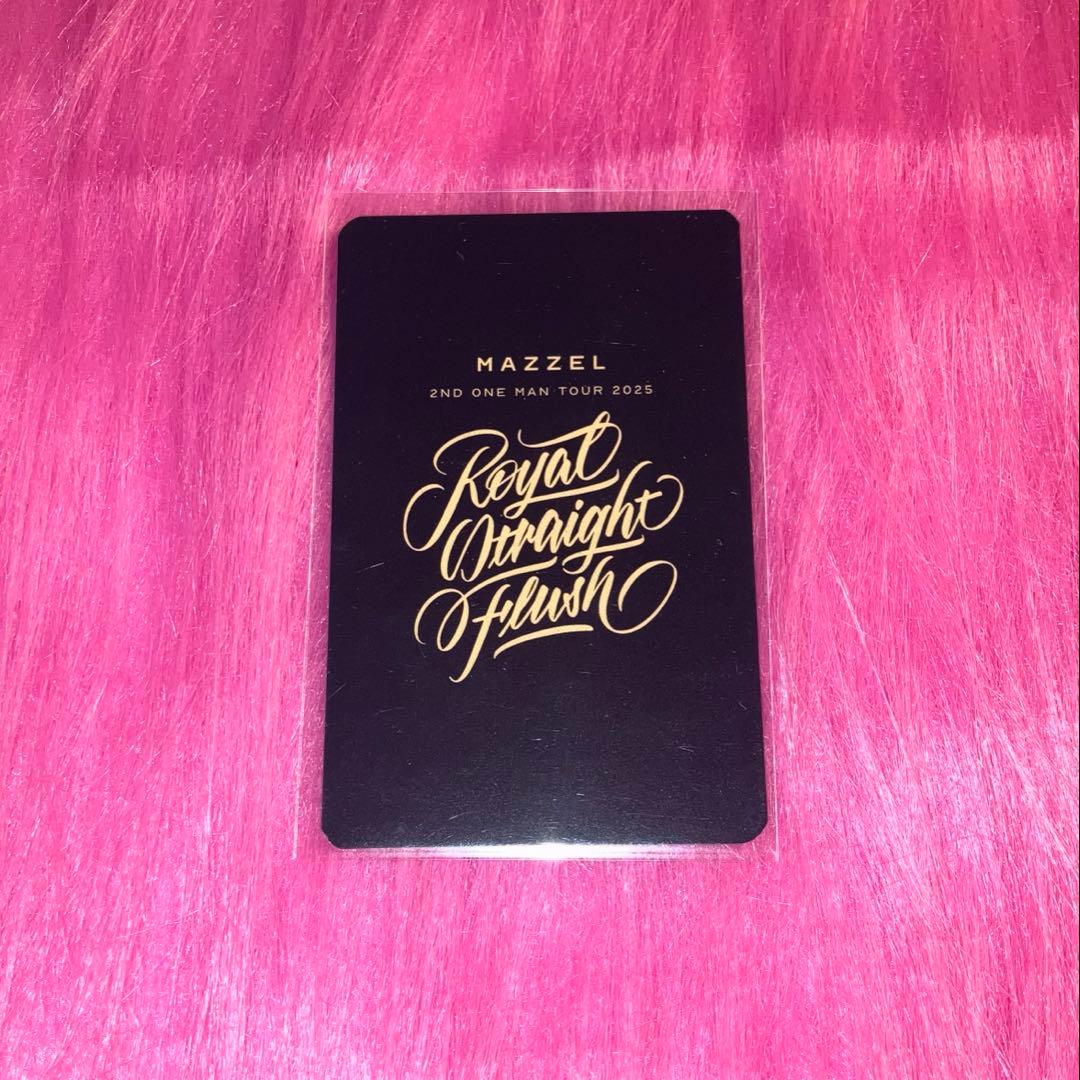 MAZZEL
2ND ONE MAN TOUR 2025
Royal
Straight
Flush